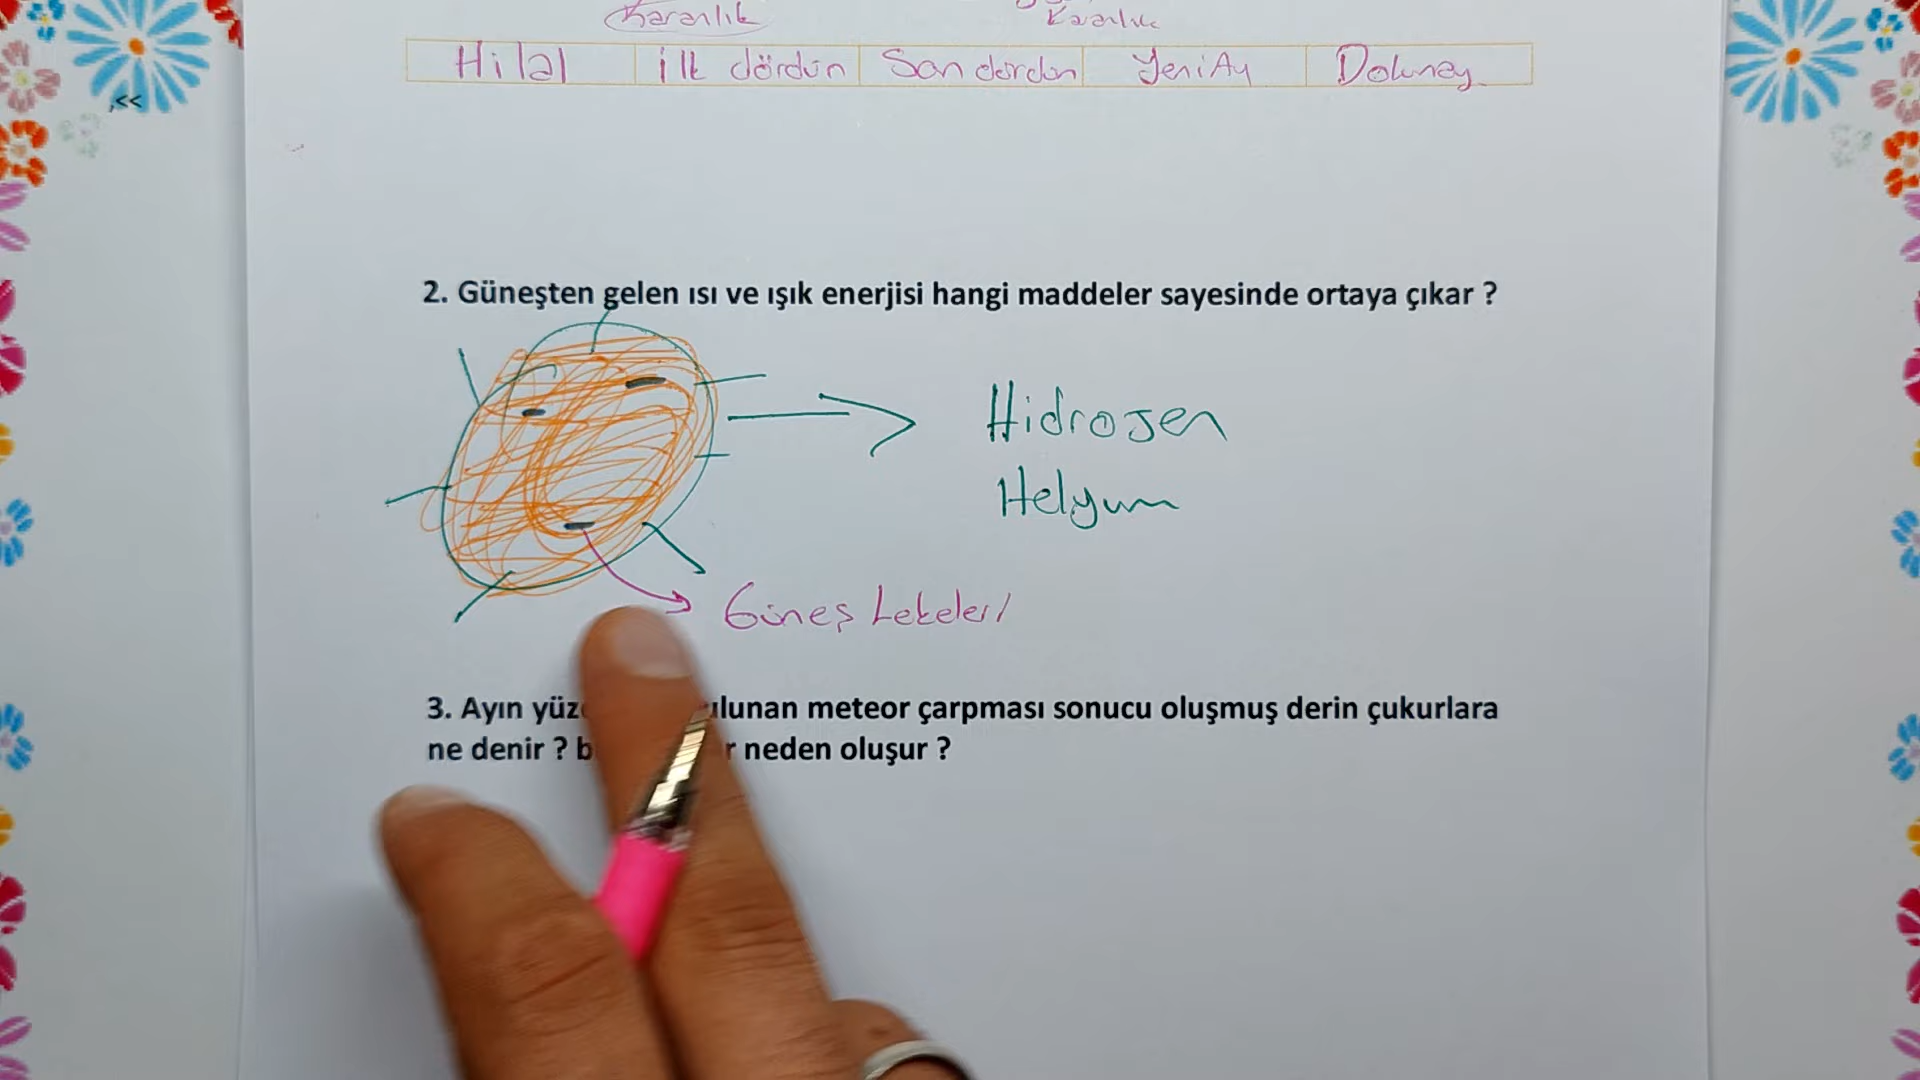 Karanlık Karanlık
Hilal ilk dördün Son dördün Yeni Ay Dolunay
<<
2. Güneşten gelen ısı ve ışık enerjisi hangi maddeler sayesinde ortaya çıkar ?
Hidrojen
Helyum
Güneş Lekeleri
3. Ayın lunan meteor çarpması sonucu oluşmuş derin çukurlara
ne denir ? neden oluşur ?